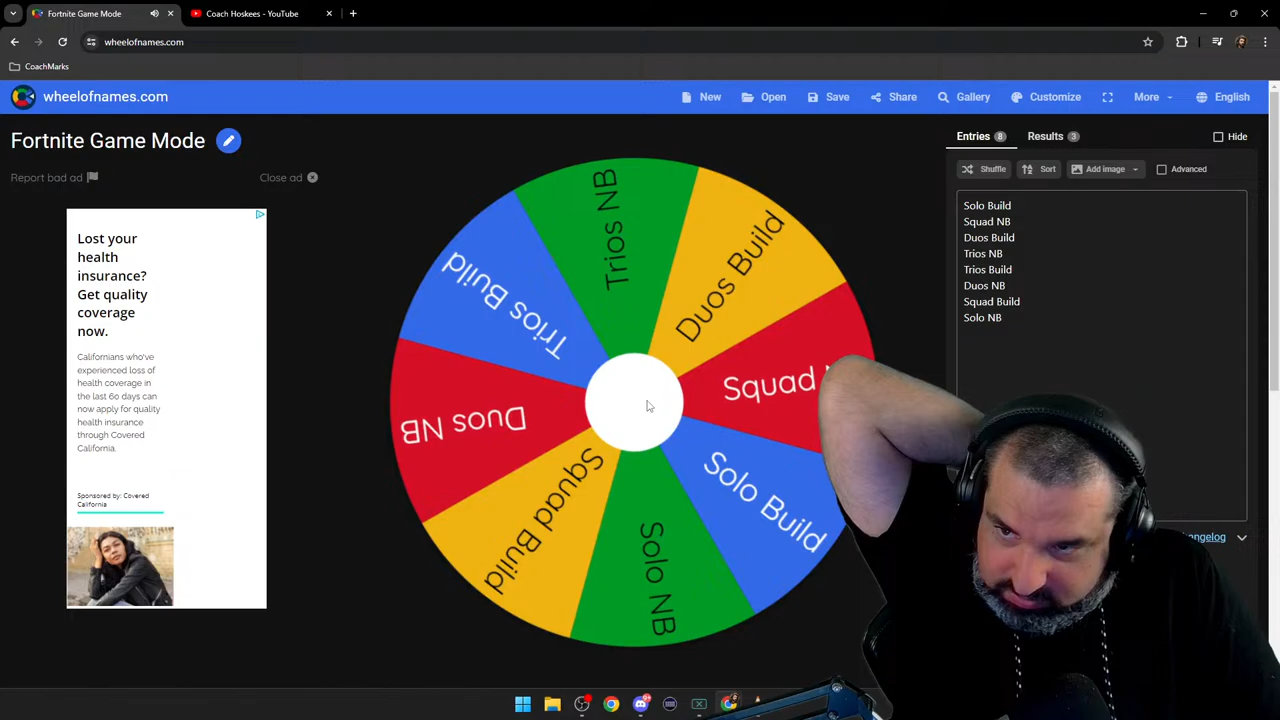 Fortnite Game Mode
Coach Hoskees - YouTube
wheelofnames.com
CoachMarks
wheelofnames.com
New
Open
Save
Share
Gallery
Customize
More
English
Fortnite Game Mode
Report bad ad
Close ad
Lost your
health
insurance?
Get quality
coverage
now.
Californians who've
experienced loss of
health coverage in
the last 60 days can
now apply for quality
health insurance
through Covered
California.
Sponsored by: Covered
California
Trios NB
Duos Build
Squad
Solo Build
Solo NB
Squad Build
Duos NB
Trios Build
Entries 8
Results 3
Hide
Shuffle
Sort
Add image
Advanced
Solo Build
Squad NB
Duos Build
Trios NB
Trios Build
Duos NB
Squad Build
Solo NB